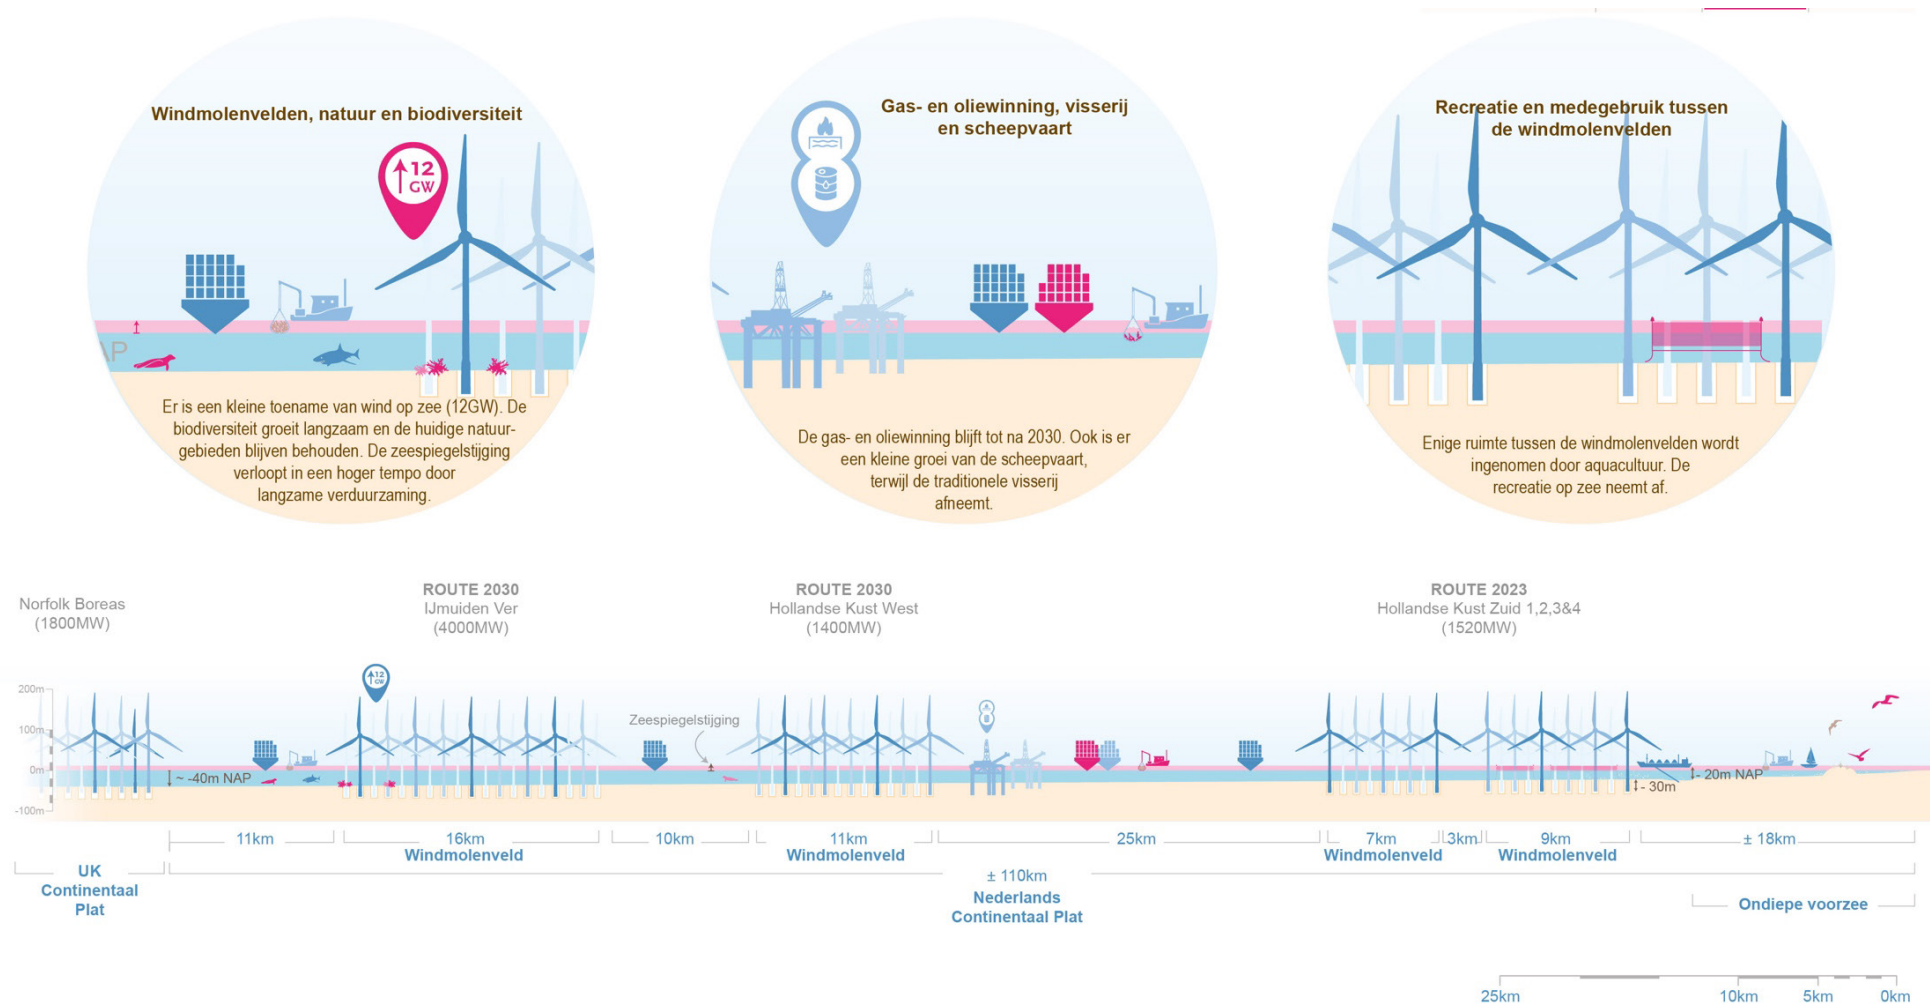 Windmolenvelden, natuur en biodiversiteit
12
GW
AP
Er is een kleine toename van wind op zee (12GW). De
biodiversiteit groeit langzaam en de huidige natuur-
gebieden blijven behouden. De zeespiegelstijging
verloopt in een hoger tempo door
langzame verduurzaming.
Gas- en oliewinning, visserij
en scheepvaart
De gas- en oliewinning blijft tot na 2030. Ook is er
een kleine groei van de scheepvaart,
terwijl de traditionele visserij
afneemt.
Recreatie en medegebruik tussen
de windmolenvelden
Enige ruimte tussen de windmolenvelden wordt
ingenomen door aquacultuur. De
recreatie op zee neemt af.
Norfolk Boreas
(1800MW)
ROUTE 2030
IJmuiden Ver
(4000MW)
ROUTE 2030
Hollandse Kust West
(1400MW)
ROUTE 2023
Hollandse Kust Zuid 1,2,3&4
(1520MW)
200m
100m
0m
-100m
12
GW
~ -40m NAP
Zeespiegelstijging
- 20m NAP
- 30m
11km
16km
Windmolenveld
10km
11km
Windmolenveld
25km
7km
Windmolenveld
3km
9km
Windmolenveld
± 18km
UK
Continentaal
Plat
± 110km
Nederlands
Continentaal Plat
Ondiepe voorzee
25km
10km
5km
0km